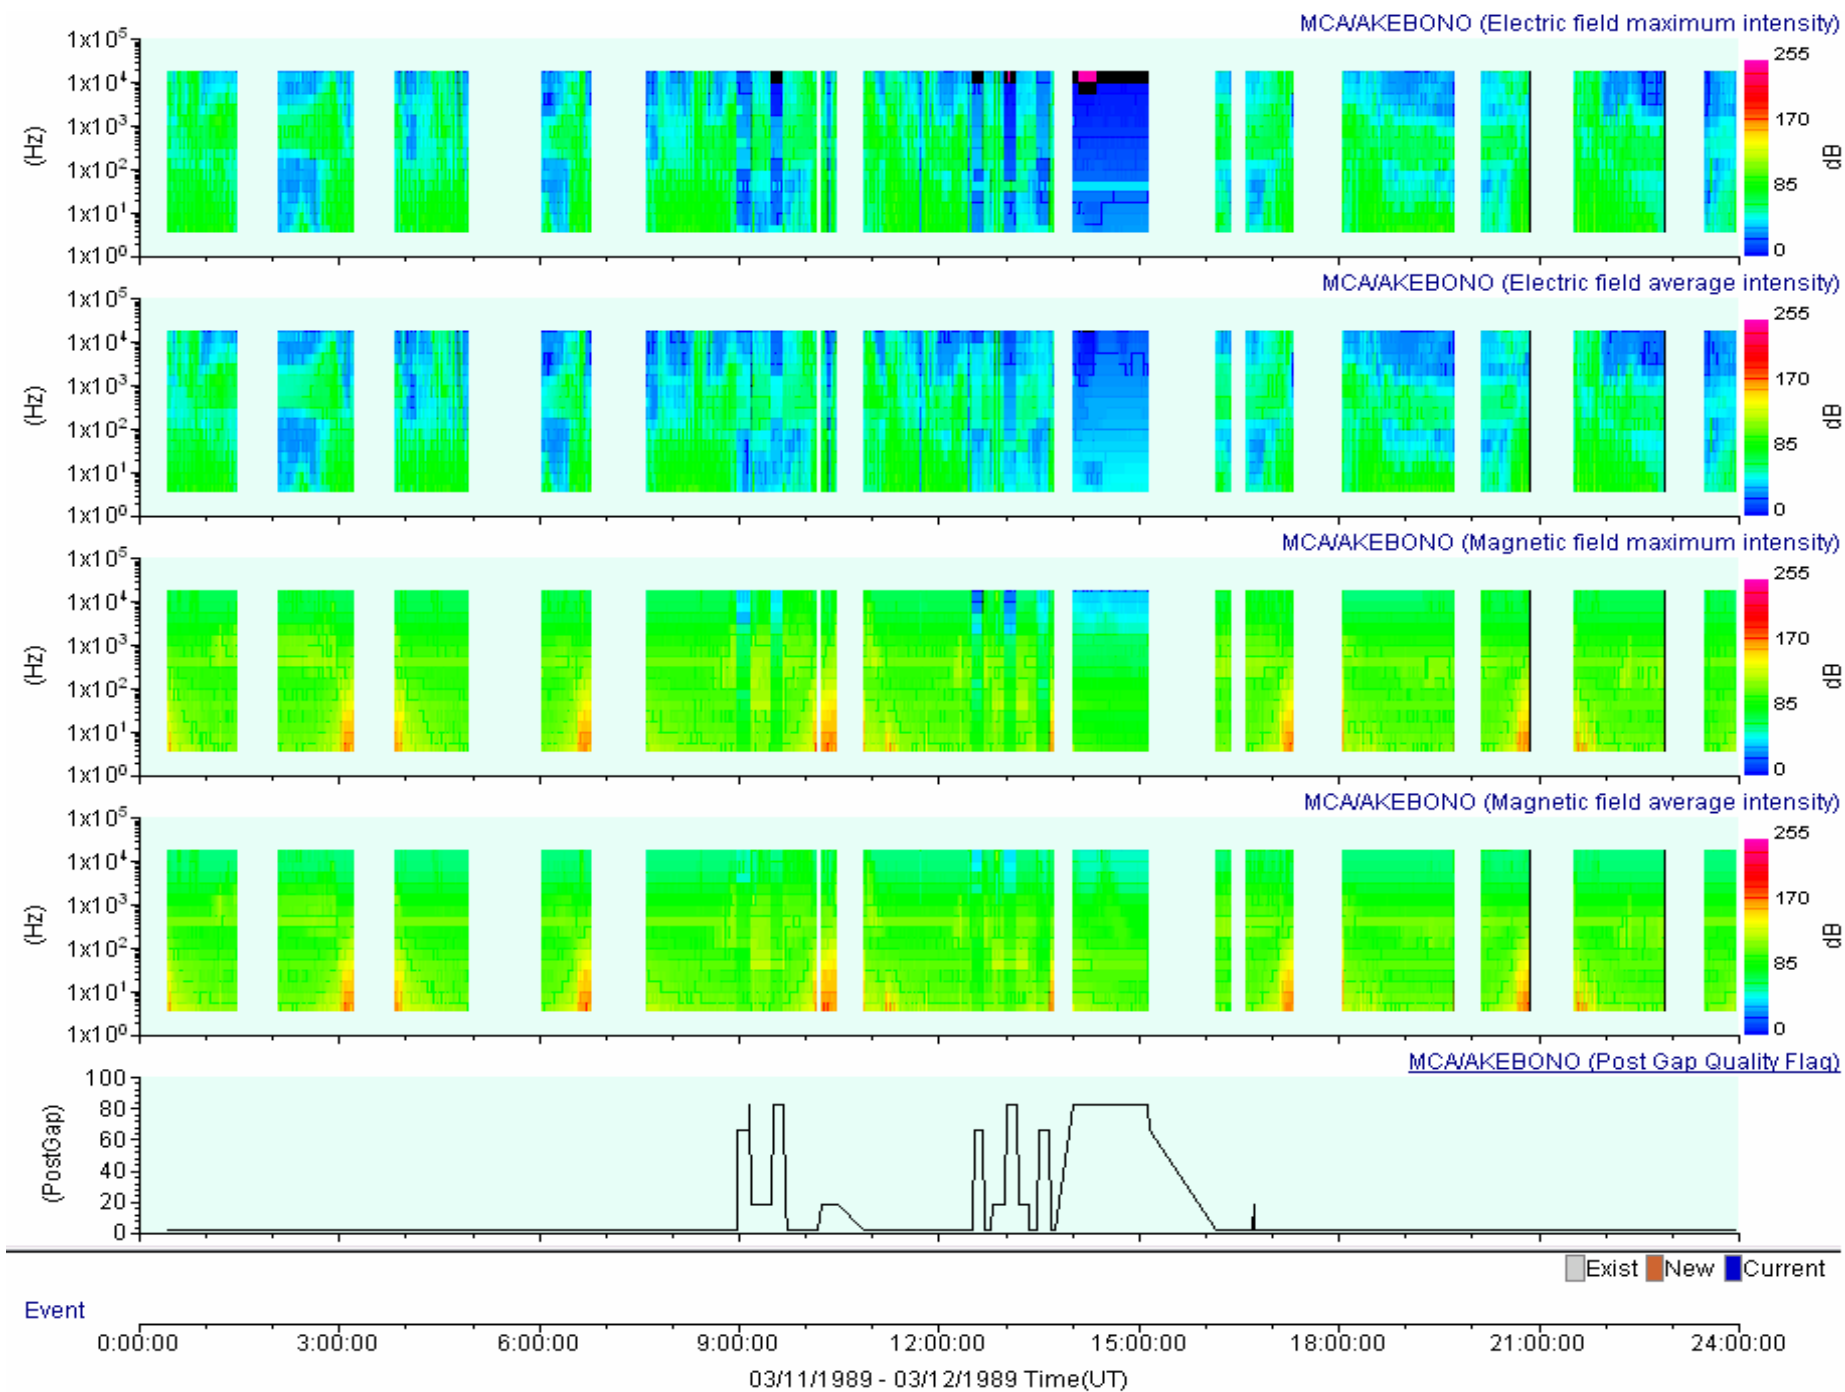 MCA/AKEBONO (Electric field maximum intensity)
1x10⁵
1x10⁴
1x10³
1x10²
1x10¹
1x10⁰
(Hz)
255
170
85
0
dB
MCA/AKEBONO (Electric field average intensity)
1x10⁵
1x10⁴
1x10³
1x10²
1x10¹
1x10⁰
(Hz)
255
170
85
0
dB
MCA/AKEBONO (Magnetic field maximum intensity)
1x10⁵
1x10⁴
1x10³
1x10²
1x10¹
1x10⁰
(Hz)
255
170
85
0
dB
MCA/AKEBONO (Magnetic field average intensity)
1x10⁵
1x10⁴
1x10³
1x10²
1x10¹
1x10⁰
(Hz)
255
170
85
0
dB
MCA/AKEBONO (Post Gap Quality Flag)
100
80
60
40
20
0
(PostGap)
Exist New Current
Event
0:00:00 3:00:00 6:00:00 9:00:00 12:00:00 15:00:00 18:00:00 21:00:00 24:00:00
03/11/1989 - 03/12/1989 Time(UT)